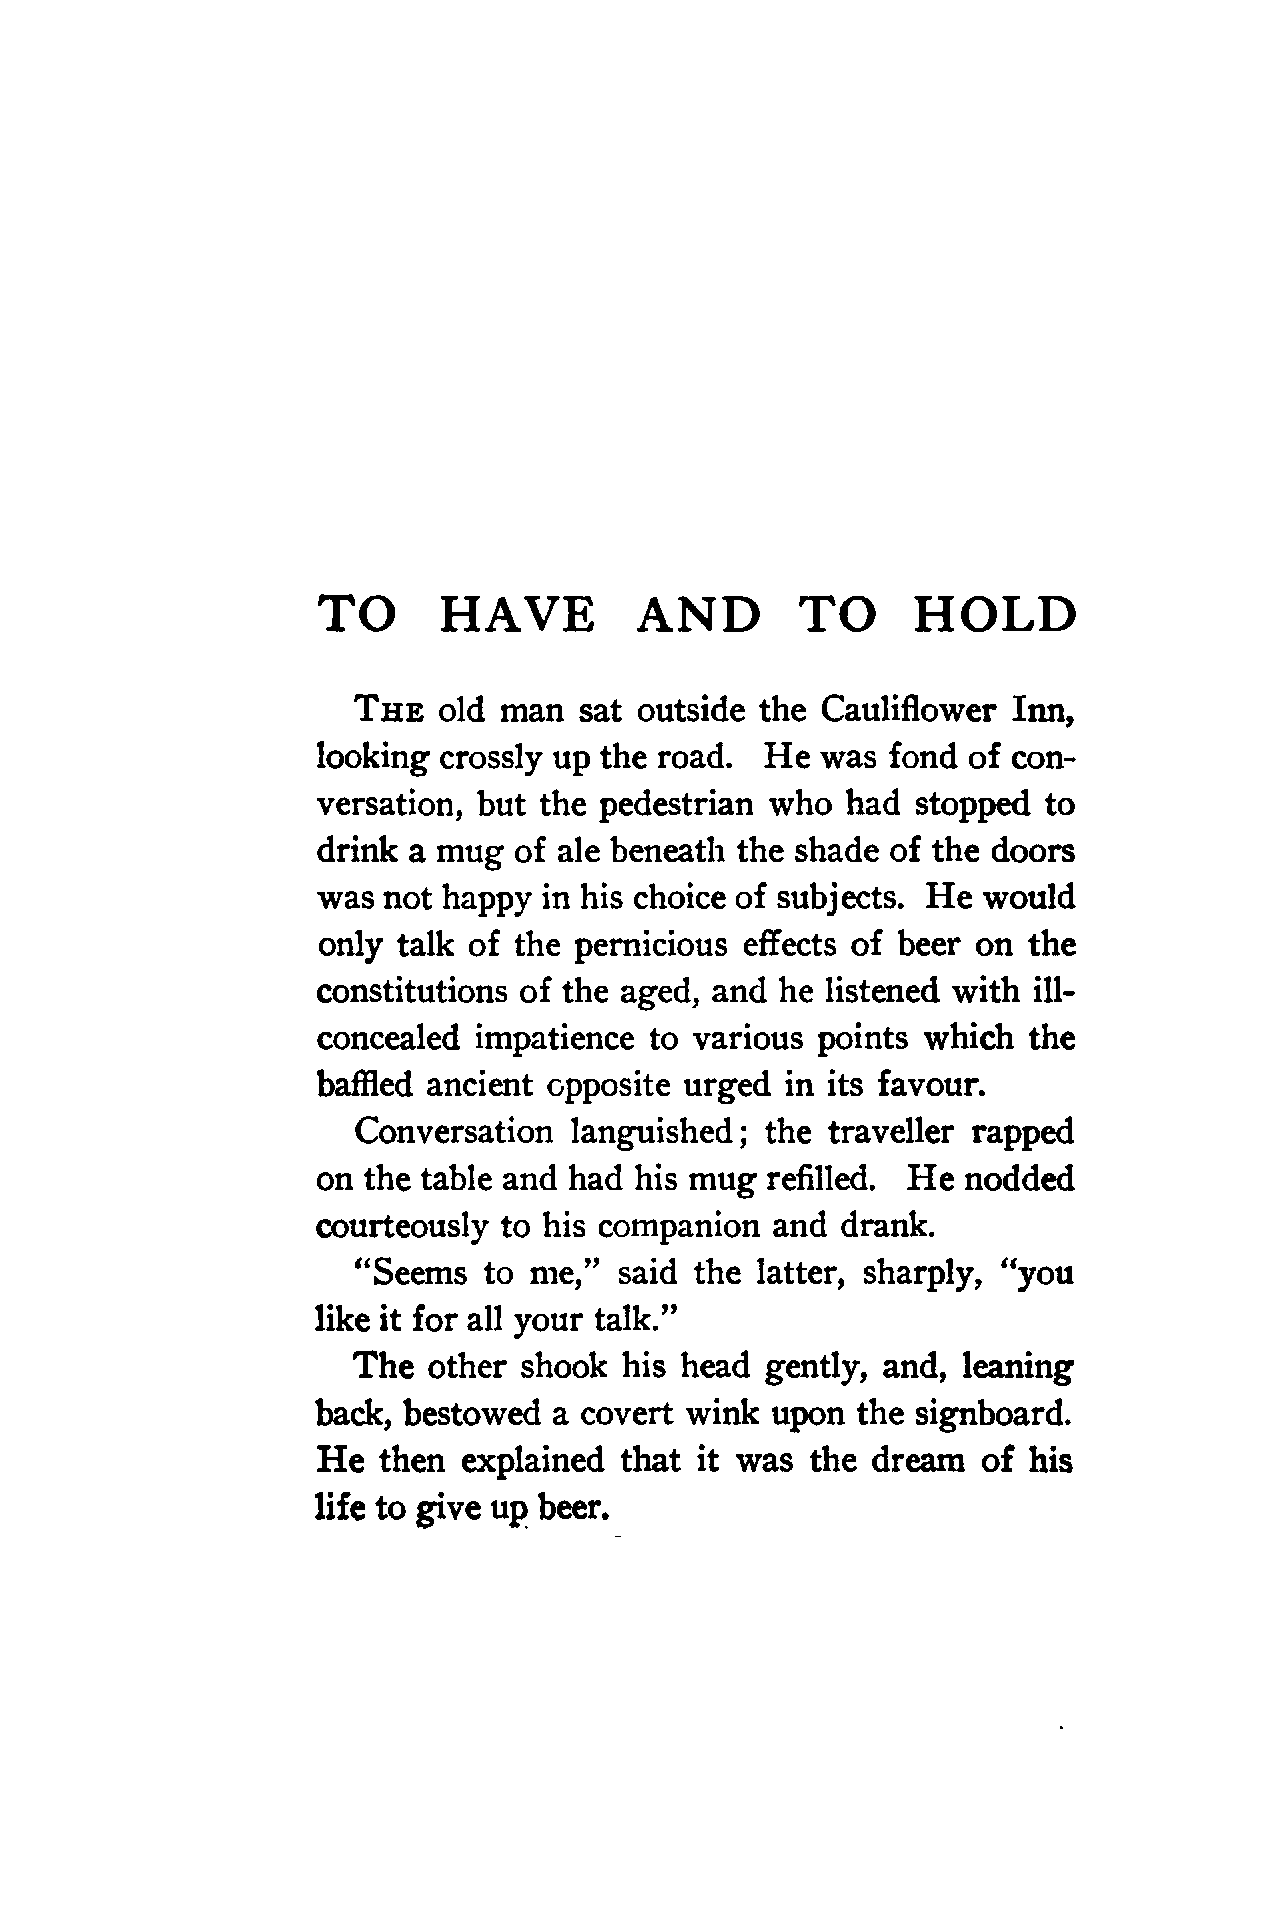 TO HAVE AND TO HOLD
THE old man sat outside the Cauliflower Inn,
looking crossly up the road. He was fond of con-
versation, but the pedestrian who had stopped to
drink a mug of ale beneath the shade of the doors
was not happy in his choice of subjects. He would
only talk of the pernicious effects of beer on the
constitutions of the aged, and he listened with ill-
concealed impatience to various points which the
baffled ancient opposite urged in its favour.
Conversation languished; the traveller rapped
on the table and had his mug refilled. He nodded
courteously to his companion and drank.
“Seems to me,” said the latter, sharply, “you
like it for all your talk.”
The other shook his head gently, and, leaning
back, bestowed a covert wink upon the signboard.
He then explained that it was the dream of his
life to give up beer.